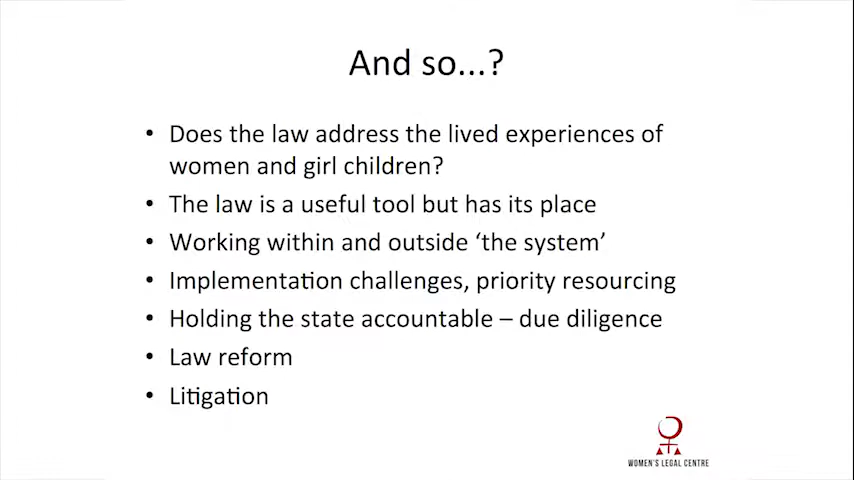 And so...?
• Does the law address the lived experiences of
women and girl children?
• The law is a useful tool but has its place
• Working within and outside ‘the system’
• Implementation challenges, priority resourcing
• Holding the state accountable – due diligence
• Law reform
• Litigation
WOMEN'S LEGAL CENTRE